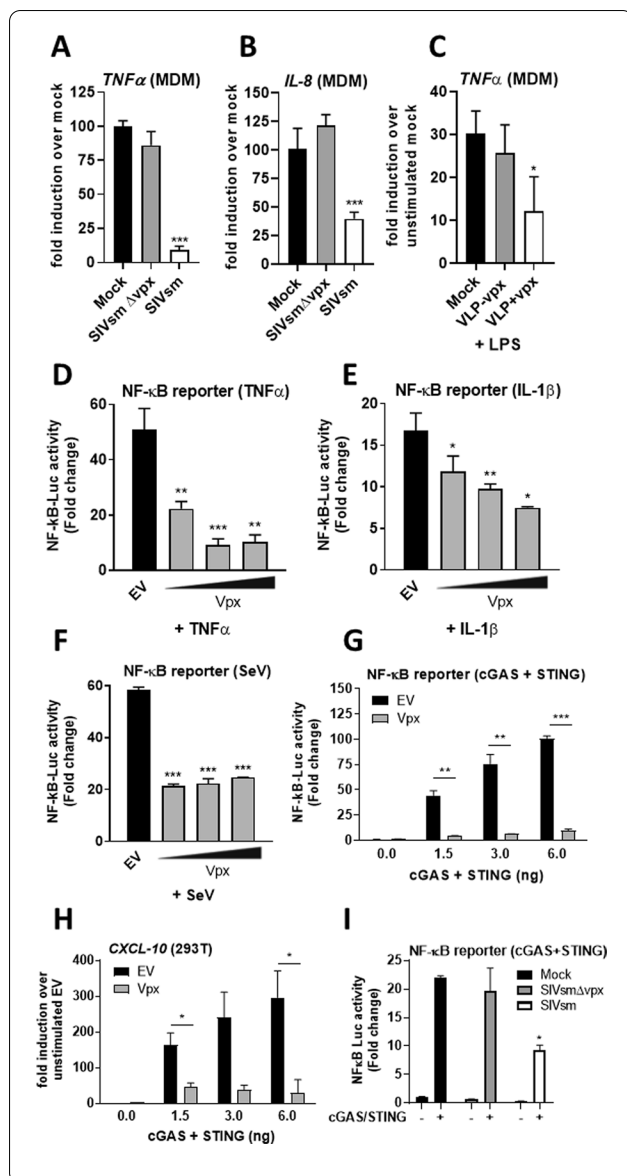 A
TNFα (MDM)
fold induction over mock
125
100
75
50
25
0
***
Mock
SIVsm Δvpx
SIVsm
B
IL-8 (MDM)
fold induction over mock
150
125
100
75
50
25
0
***
Mock
SIVsmΔvpx
SIVsm
C
TNFα (MDM)
fold induction over
unstimulated mock
40
30
20
10
0
*
Mock
VLP-vpx
VLP+vpx
+ LPS
D
NF-κB reporter (TNFα)
NF-kB-Luc activity
(Fold change)
60
40
20
0
**
***
**
EV
Vpx
+ TNFα
E
NF-κB reporter (IL-1β)
NF-kB-Luc activity
(Fold change)
20
15
10
5
0
*
**
*
EV
Vpx
+ IL-1β
F
NF-κB reporter (SeV)
NF-kB-Luc activity
(Fold change)
60
40
20
0
***
***
***
EV
Vpx
+ SeV
G
NF-κB reporter (cGAS + STING)
NF-kB-Luc activity
(Fold change)
150
100
75
50
25
0
EV
Vpx
**
**
***
0.0
1.5
3.0
6.0
cGAS + STING (ng)
H
CXCL-10 (293T)
fold induction over
unstimulated EV
400
300
200
100
0
EV
Vpx
*
*
0.0
1.5
3.0
6.0
cGAS + STING (ng)
I
NF-κB reporter (cGAS+STING)
NFκB Luc activity
(Fold change)
25
20
15
10
5
0
Mock
SIVsmΔvpx
SIVsm
*
cGAS/STING - + - + - +